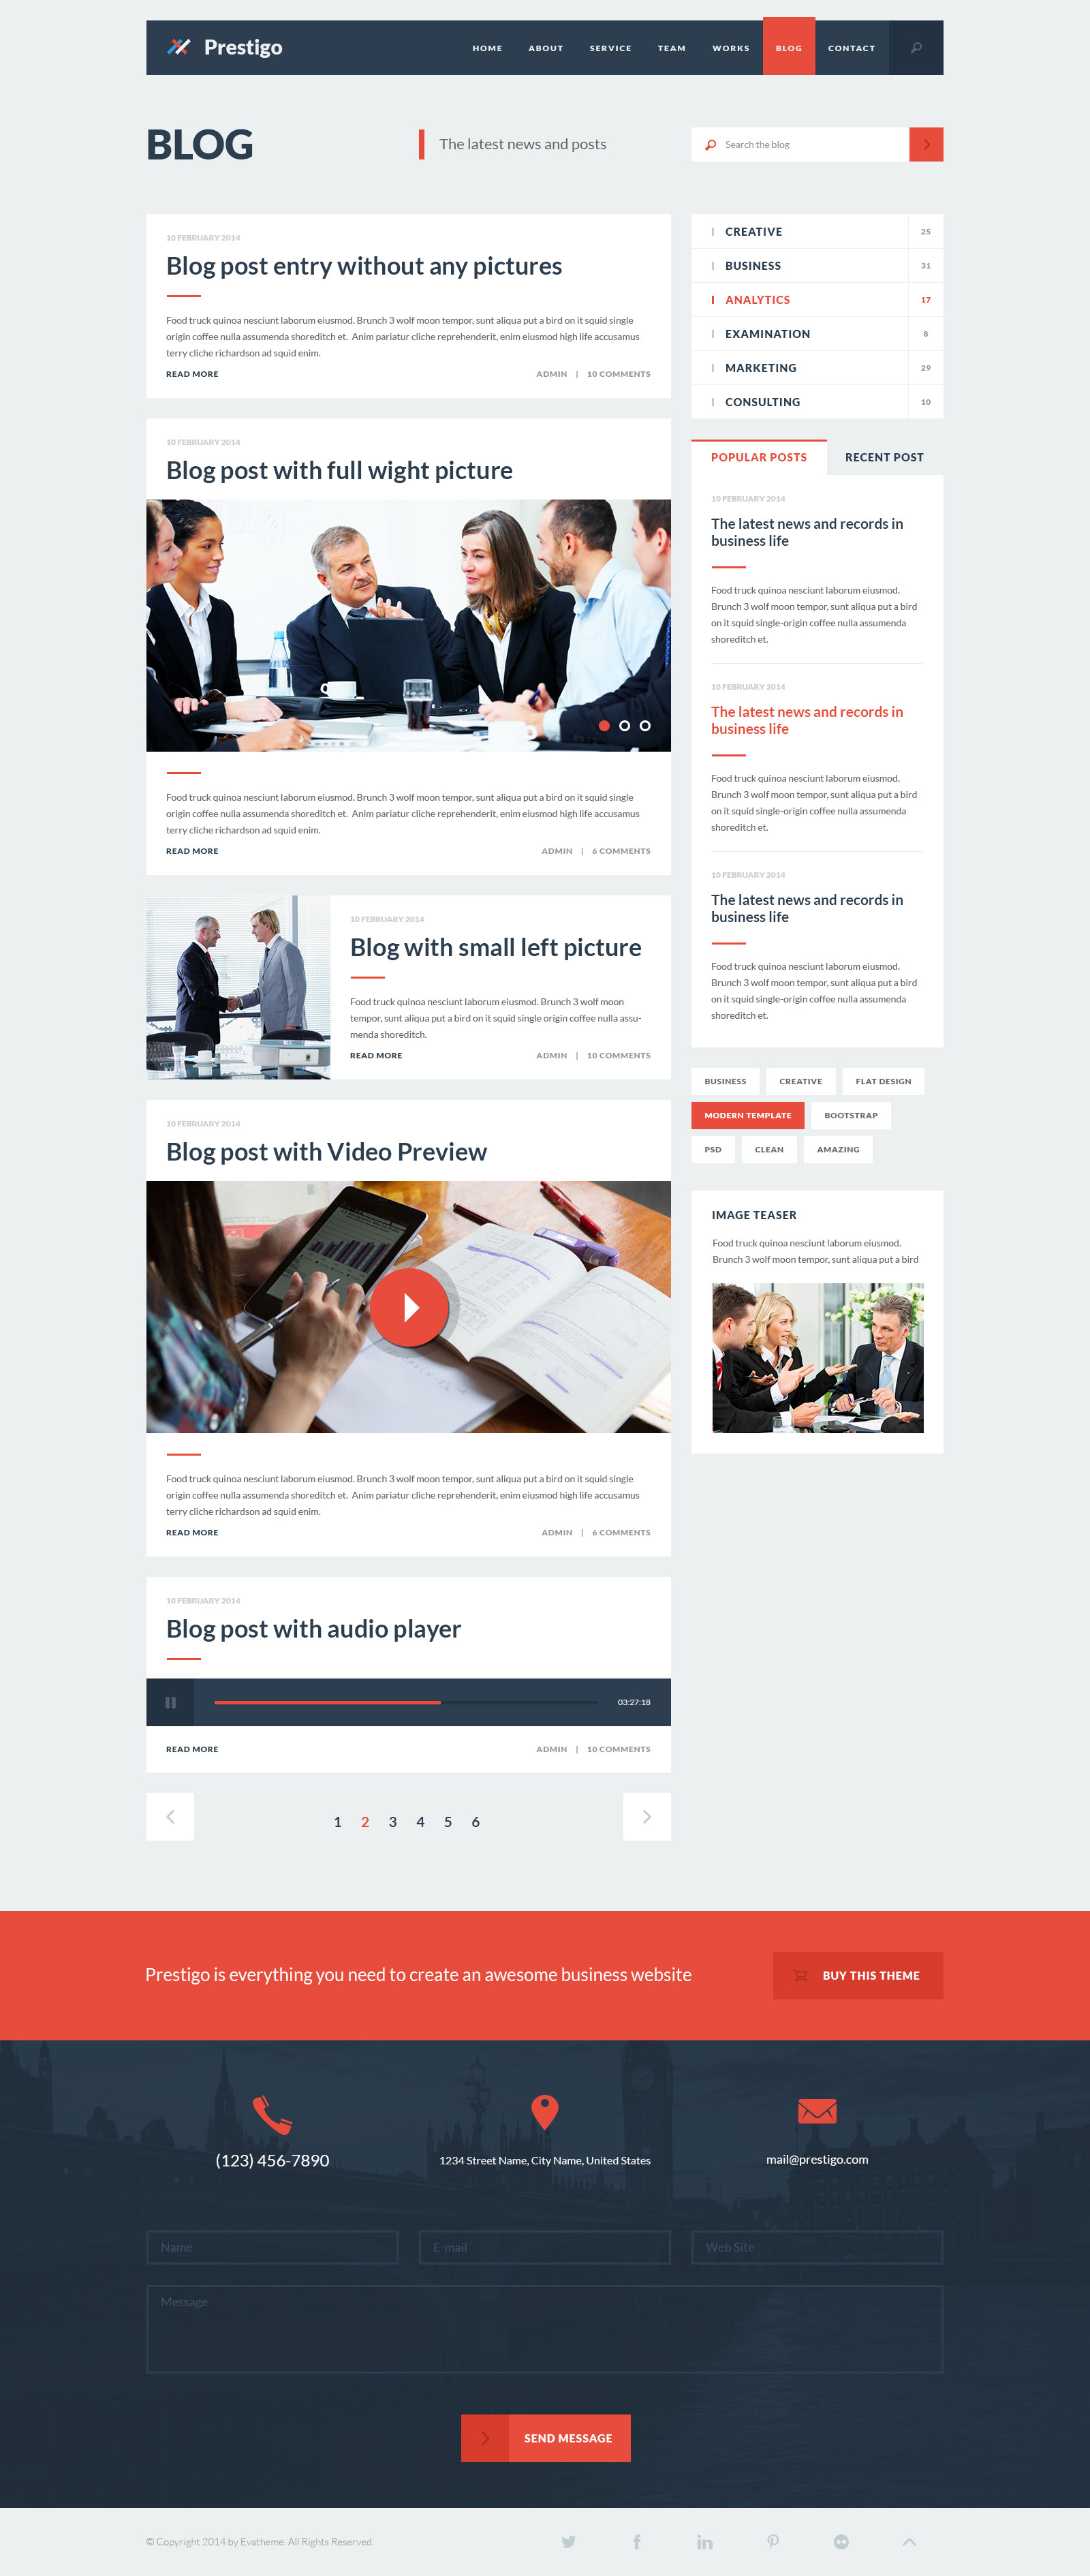 Prestigo
HOME ABOUT SERVICE TEAM WORKS BLOG CONTACT
BLOG
The latest news and posts
Search the blog
10 FEBRUARY 2014
Blog post entry without any pictures
Food truck quinoa nesciunt laborum eiusmod. Brunch 3 wolf moon tempor, sunt aliqua put a bird on it squid single
origin coffee nulla assumenda shoreditch et. Anim pariatur cliche reprehenderit, enim eiusmod high life accusamus
terry cliche richardson ad squid enim.
READ MORE ADMIN | 10 COMMENTS
10 FEBRUARY 2014
Blog post with full wight picture
Food truck quinoa nesciunt laborum eiusmod. Brunch 3 wolf moon tempor, sunt aliqua put a bird on it squid single
origin coffee nulla assumenda shoreditch et. Anim pariatur cliche reprehenderit, enim eiusmod high life accusamus
terry cliche richardson ad squid enim.
READ MORE ADMIN | 6 COMMENTS
10 FEBRUARY 2014
Blog with small left picture
Food truck quinoa nesciunt laborum eiusmod. Brunch 3 wolf moon
tempor, sunt aliqua put a bird on it squid single origin coffee nulla assu-
menda shoreditch.
READ MORE ADMIN | 10 COMMENTS
10 FEBRUARY 2014
Blog post with Video Preview
Food truck quinoa nesciunt laborum eiusmod. Brunch 3 wolf moon tempor, sunt aliqua put a bird on it squid single
origin coffee nulla assumenda shoreditch et. Anim pariatur cliche reprehenderit, enim eiusmod high life accusamus
terry cliche richardson ad squid enim.
READ MORE ADMIN | 6 COMMENTS
10 FEBRUARY 2014
Blog post with audio player
03:27:18
READ MORE ADMIN | 10 COMMENTS
1 2 3 4 5 6
CREATIVE 25
BUSINESS 31
ANALYTICS 17
EXAMINATION 8
MARKETING 29
CONSULTING 10
POPULAR POSTS RECENT POST
10 FEBRUARY 2014
The latest news and records in
business life
Food truck quinoa nesciunt laborum eiusmod.
Brunch 3 wolf moon tempor, sunt aliqua put a bird
on it squid single-origin coffee nulla assumenda
shoreditch et.
10 FEBRUARY 2014
The latest news and records in
business life
Food truck quinoa nesciunt laborum eiusmod.
Brunch 3 wolf moon tempor, sunt aliqua put a bird
on it squid single-origin coffee nulla assumenda
shoreditch et.
10 FEBRUARY 2014
The latest news and records in
business life
Food truck quinoa nesciunt laborum eiusmod.
Brunch 3 wolf moon tempor, sunt aliqua put a bird
on it squid single-origin coffee nulla assumenda
shoreditch et.
BUSINESS CREATIVE FLAT DESIGN
MODERN TEMPLATE BOOTSTRAP
PSD CLEAN AMAZING
IMAGE TEASER
Food truck quinoa nesciunt laborum eiusmod.
Brunch 3 wolf moon tempor, sunt aliqua put a bird
Prestigo is everything you need to create an awesome business website
BUY THIS THEME
(123) 456-7890
1234 Street Name, City Name, United States
mail@prestigo.com
Name E-mail Web Site
Message
SEND MESSAGE
© Copyright 2014 by Evatheme. All Rights Reserved.